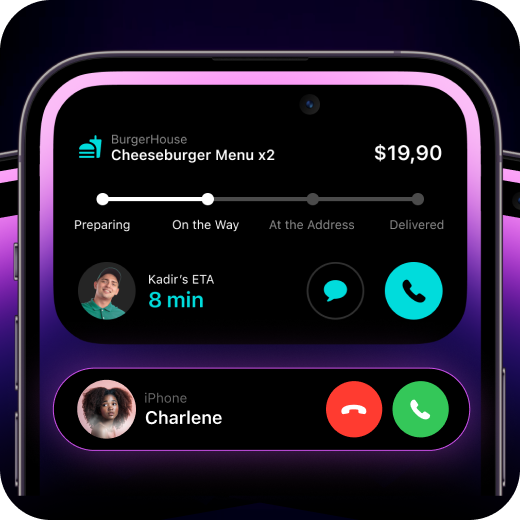 BurgerHouse
Cheeseburger Menu x2
$19,90
Preparing
On the Way
At the Address
Delivered
Kadir's ETA
8 min
iPhone
Charlene